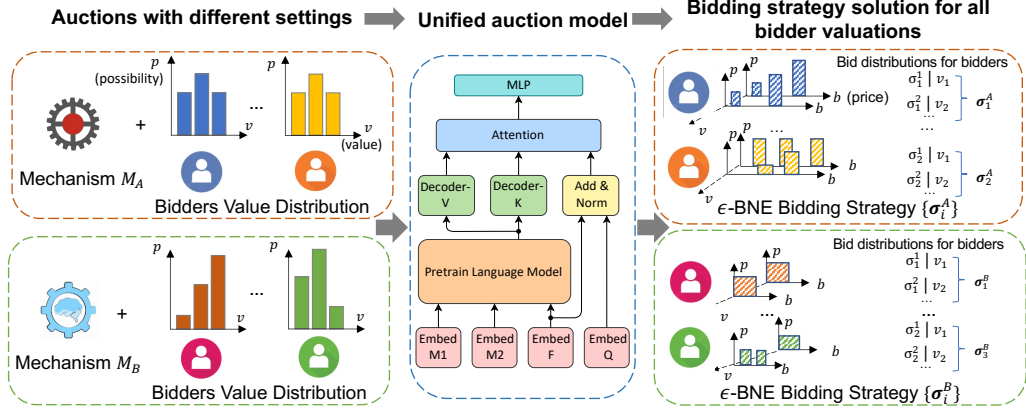 Auctions with different settings
Unified auction model
Bidding strategy solution for all
bidder valuations
p
(possibility)
...
p
v
v
(value)
+
Mechanism M_A
Bidders Value Distribution
p
...
p
v
v
+
Mechanism M_B
Bidders Value Distribution
MLP
Attention
Decoder-
V
Decoder-
K
Add &
Norm
Pretrain Language Model
Embed
M1
Embed
M2
Embed
F
Embed
Q
Bid distributions for bidders
p
p
b
b
(price)
v
σ_1^1 | v_1
σ_1^2 | v_2
...
σ_1^A
...
p
p
...
b
b
v
σ_2^1 | v_1
σ_2^2 | v_2
...
σ_2^A
ϵ-BNE Bidding Strategy {σ_i^A}
Bid distributions for bidders
p
p
b
b
v
σ_1^1 | v_1
σ_1^2 | v_2
...
σ_1^B
...
...
p
p
b
b
v
σ_2^1 | v_1
σ_2^2 | v_2
...
σ_3^B
ϵ-BNE Bidding Strategy {σ_i^B}